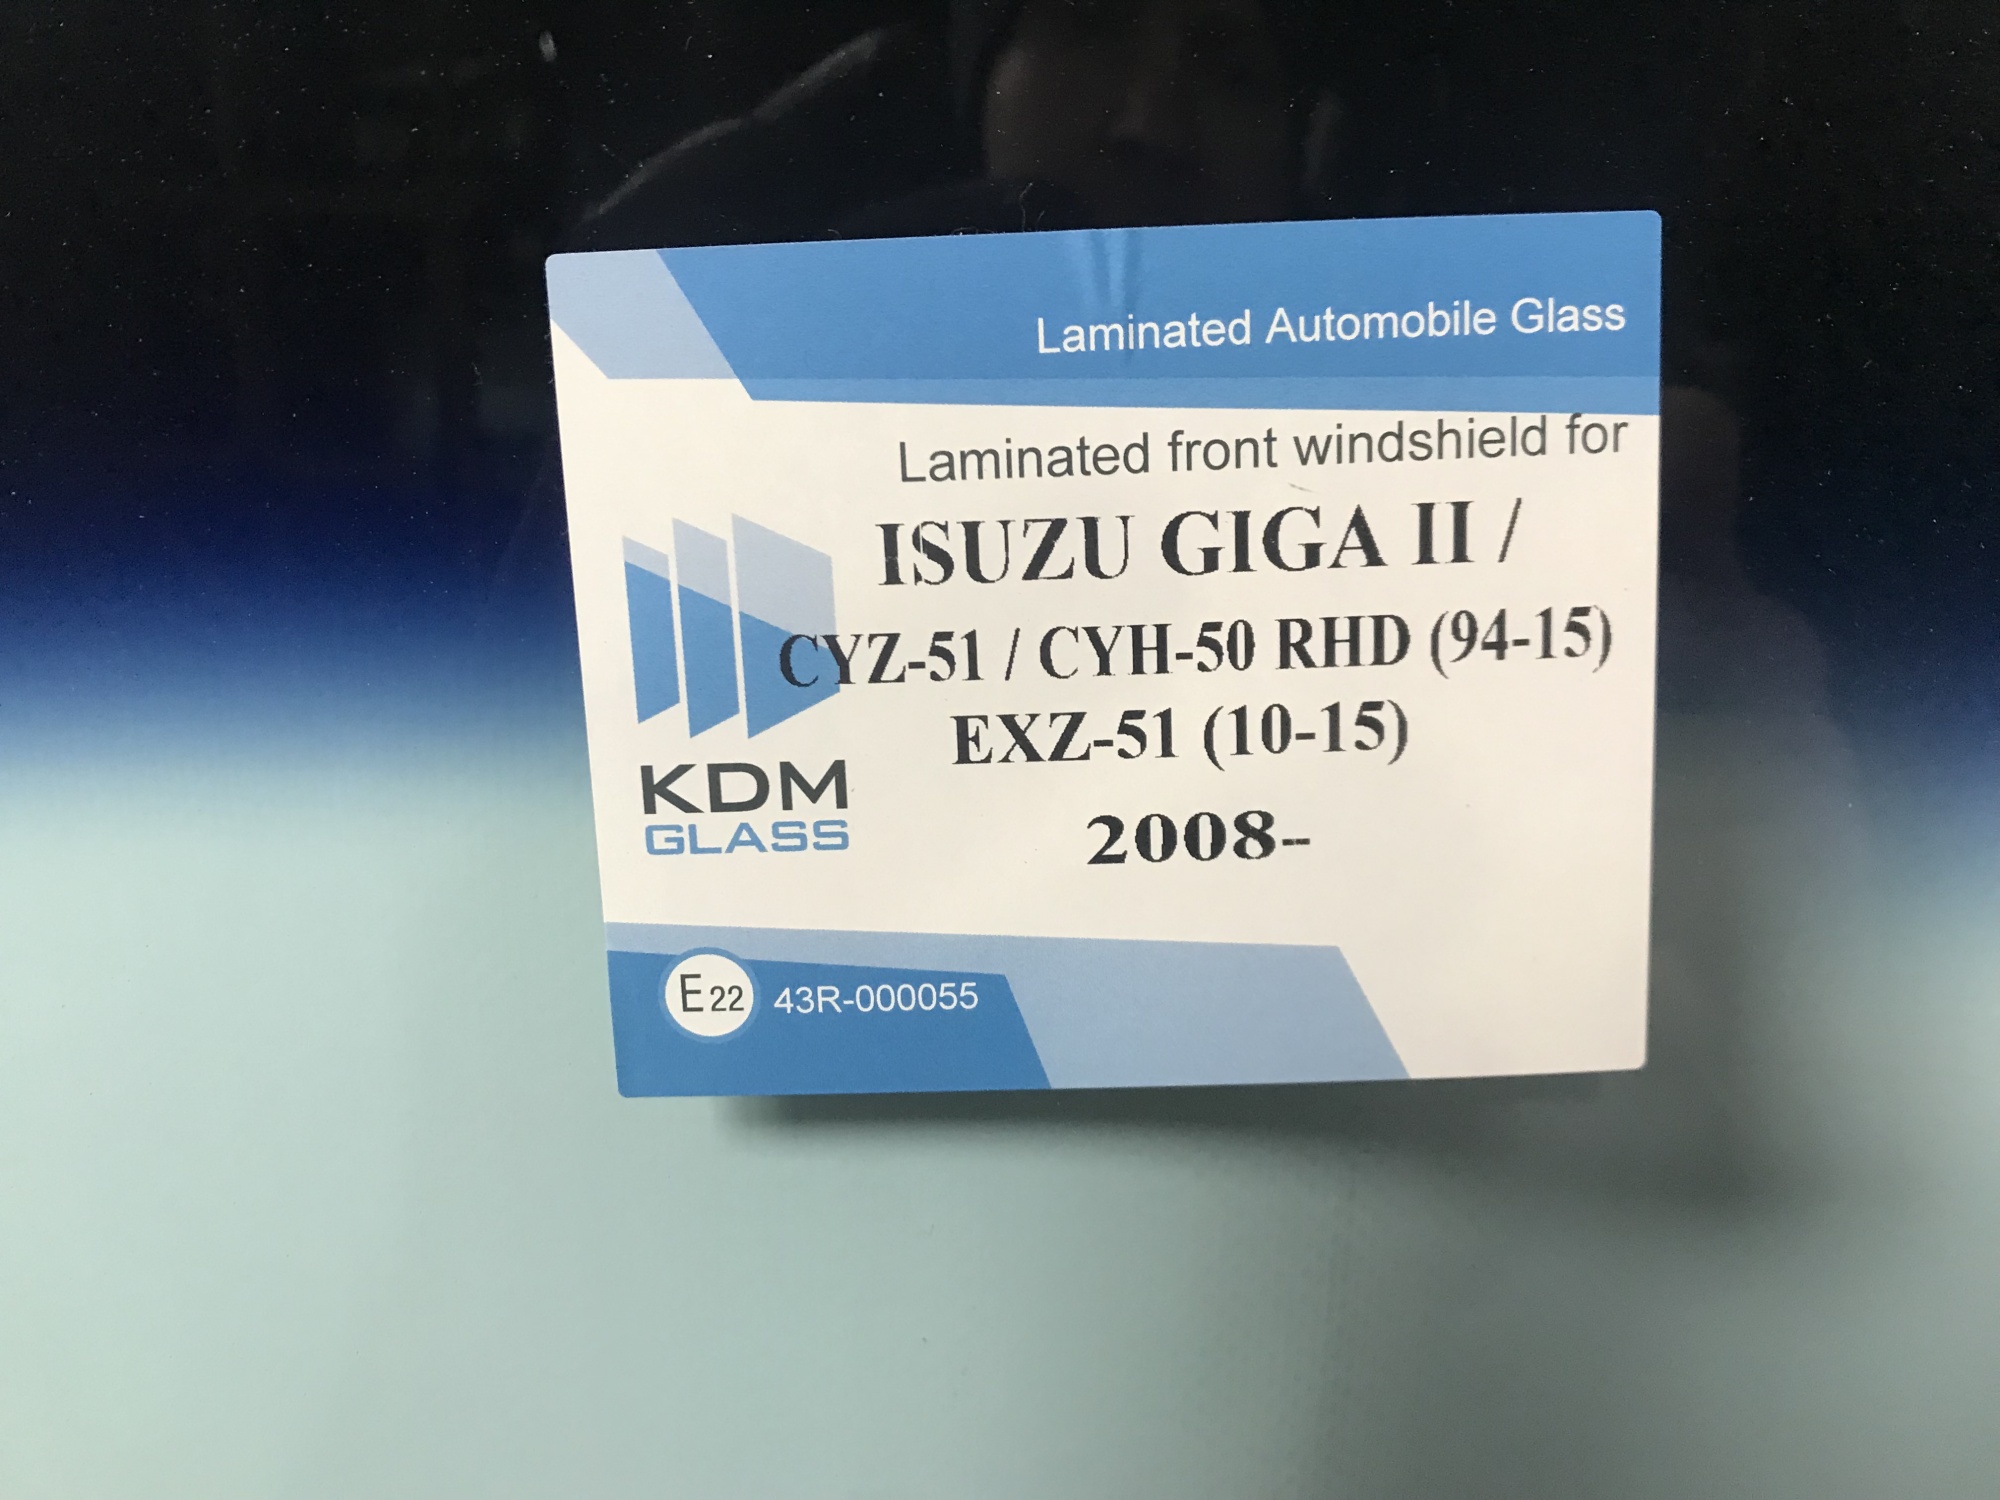 Laminated Automobile Glass
Laminated front windshield for
ISUZU GIGA II /
CYZ-51 / CYH-50 RHD (94-15)
EXZ-51 (10-15)
2008-
KDM
GLASS
E22 43R-000055